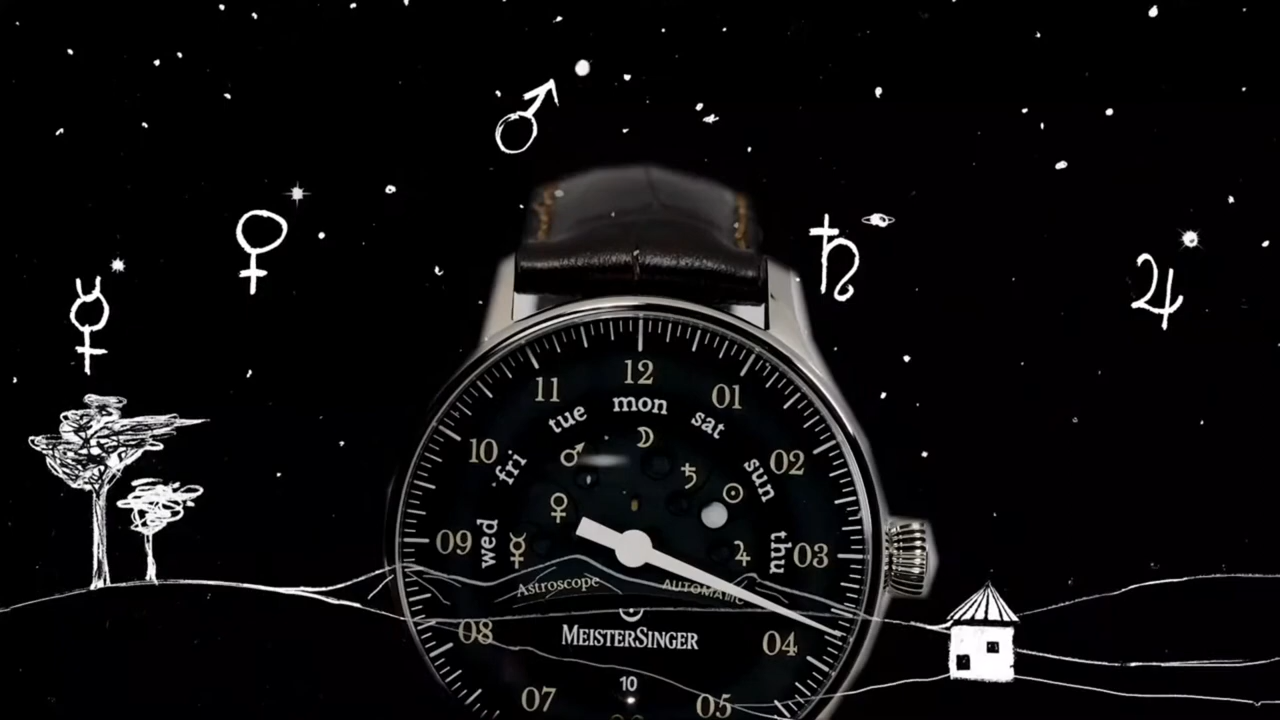 12
11
01
mon
tue
sat
10
fri
sun
02
09
wed
thu
03
Astroscope
AUTOMATIC
08
MEISTERSINGER
04
10
07
05